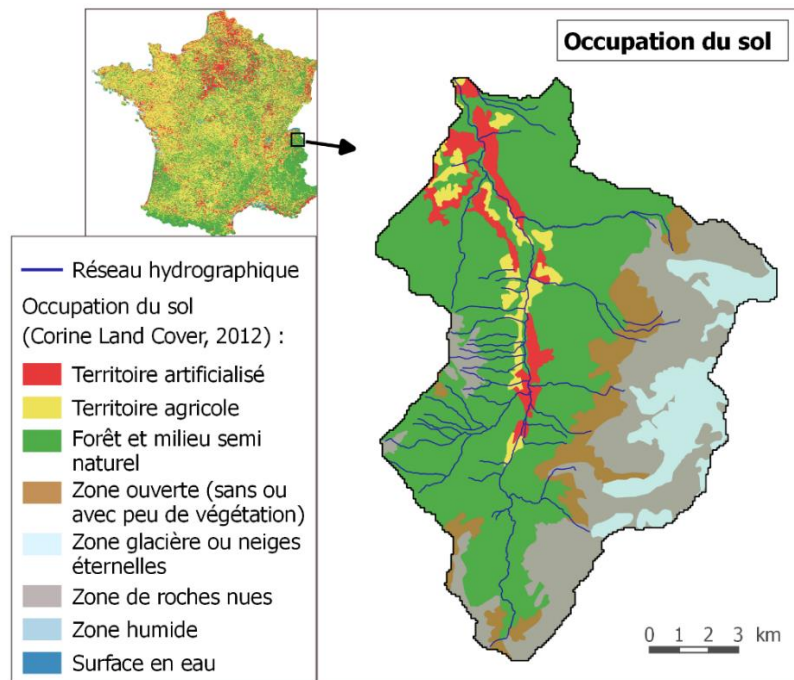 Occupation du sol
Réseau hydrographique
Occupation du sol
(Corine Land Cover, 2012) :
Territoire artificialisé
Territoire agricole
Forêt et milieu semi
naturel
Zone ouverte (sans ou
avec peu de végétation)
Zone glacière ou neiges
éternelles
Zone de roches nues
Zone humide
Surface en eau
0 1 2 3 km